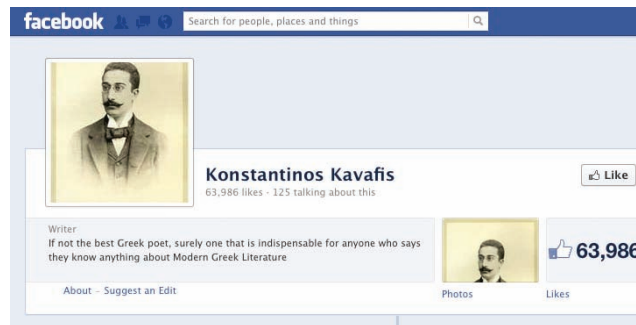 facebook
Search for people, places and things
Konstantinos Kavafis
Like
63,986 likes · 125 talking about this
Writer
If not the best Greek poet, surely one that is indispensable for anyone who says
they know anything about Modern Greek Literature
63,986
About – Suggest an Edit
Photos
Likes